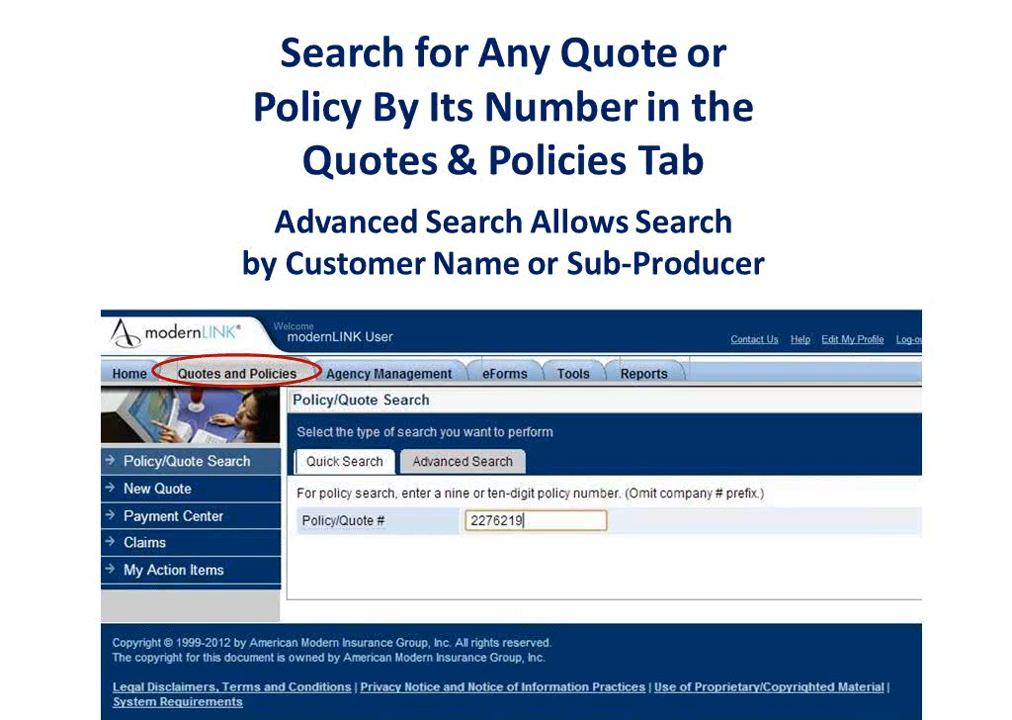 Search for Any Quote or
Policy By Its Number in the
Quotes & Policies Tab
Advanced Search Allows Search
by Customer Name or Sub-Producer
modernLINK®
Welcome
modernLINK User
Contact Us Help Edit My Profile Log-ou
Home Quotes and Policies Agency Management eForms Tools Reports
Policy/Quote Search
Select the type of search you want to perform
Policy/Quote Search
New Quote
Payment Center
Claims
My Action Items
Quick Search Advanced Search
For policy search, enter a nine or ten-digit policy number. (Omit company # prefix.)
Policy/Quote # 2276219
Copyright © 1999-2012 by American Modern Insurance Group, Inc. All rights reserved.
The copyright for this document is owned by American Modern Insurance Group, Inc.
Legal Disclaimers, Terms and Conditions | Privacy Notice and Notice of Information Practices | Use of Proprietary/Copyrighted Material |
System Requirements